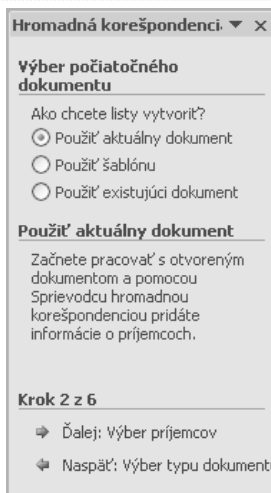 Hromadná korešpondenci
Výber počiatočného
dokumentu
Ako chcete listy vytvoriť?
Použiť aktuálny dokument
Použiť šablónu
Použiť existujúci dokument
Použiť aktuálny dokument
Začnete pracovať s otvoreným
dokumentom a pomocou
Sprievodcu hromadnou
korešpondenciou pridáte
informácie o príjemcoch.
Krok 2 z 6
Ďalej: Výber príjemcov
Naspäť: Výber typu dokument